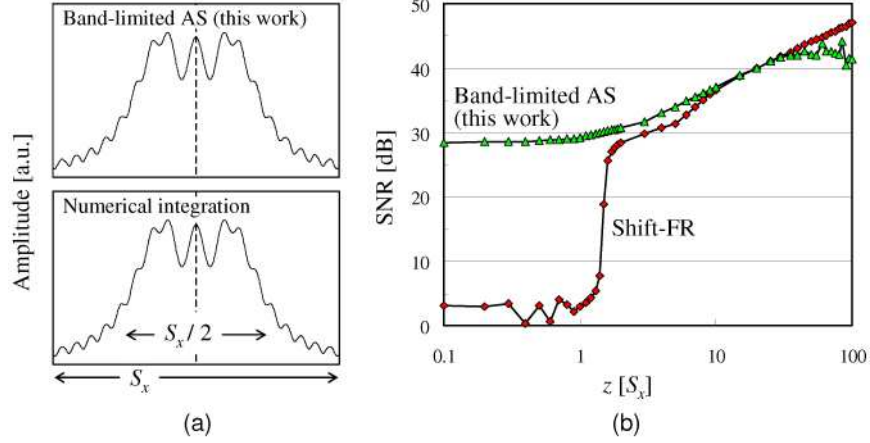 Band-limited AS (this work)
Numerical integration
Amplitude [a.u.]
S_x / 2
S_x
(a)
50
40
30
20
10
0
SNR [dB]
Band-limited AS
(this work)
Shift-FR
0.1
1
10
100
z [S_x]
(b)